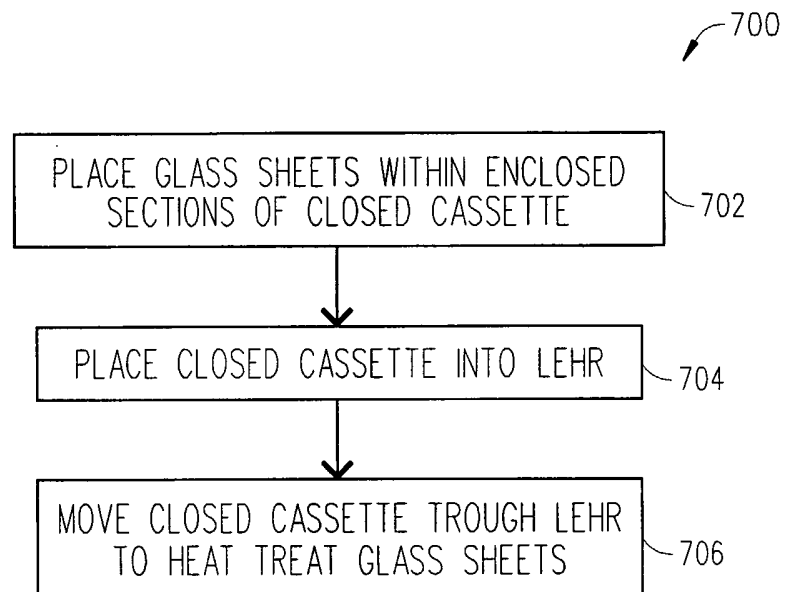 700
PLACE GLASS SHEETS WITHIN ENCLOSED
SECTIONS OF CLOSED CASSETTE
702
PLACE CLOSED CASSETTE INTO LEHR
704
MOVE CLOSED CASSETTE TROUGH LEHR
TO HEAT TREAT GLASS SHEETS
706